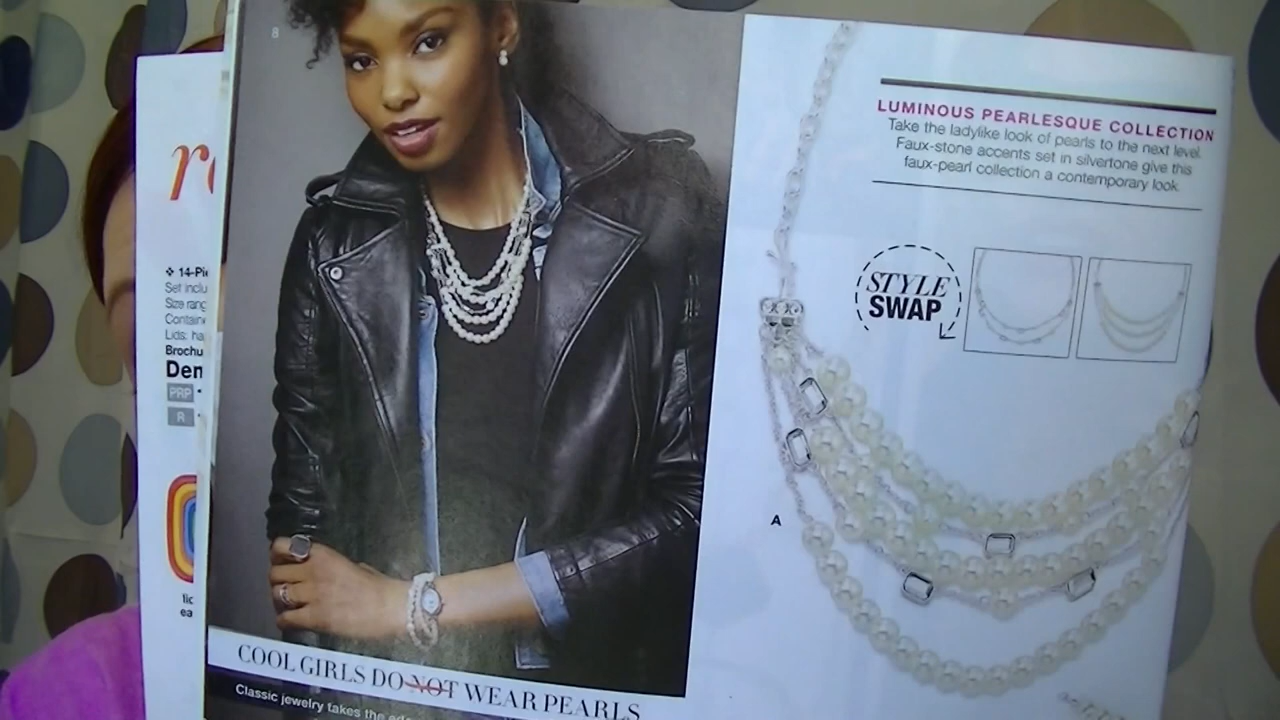 8
❖ 14-Pi
Set inclu
Size rang
Contain
Lids: ha
Brochu
Den
PRP
R
lic
ea
COOL GIRLS DO NOT WEAR PEARLS
Classic jewelry takes the
LUMINOUS PEARLESQUE COLLECTION
Take the ladylike look of pearls to the next level.
Faux-stone accents set in silvertone give this
faux-pearl collection a contemporary look.
STYLE
SWAP
A